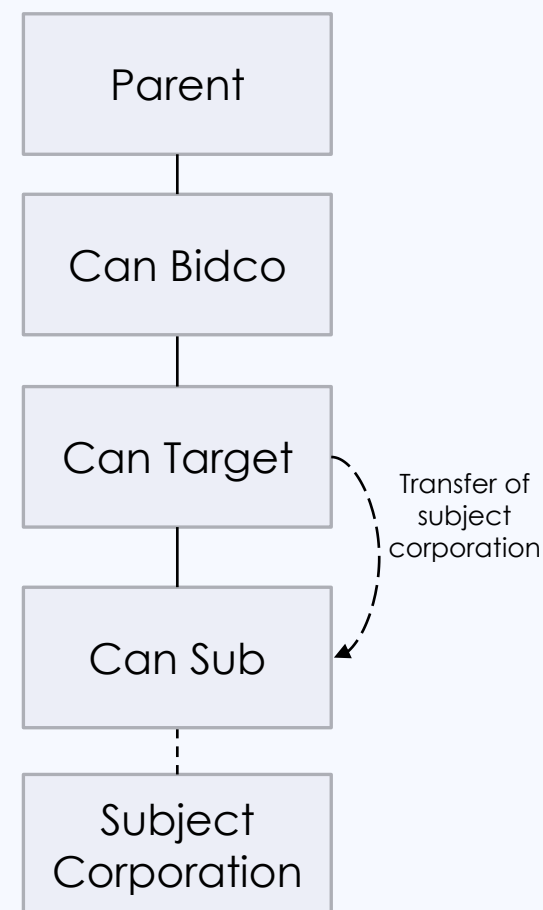 Parent
Can Bidco
Can Target
Transfer of
subject
corporation
Can Sub
Subject
Corporation